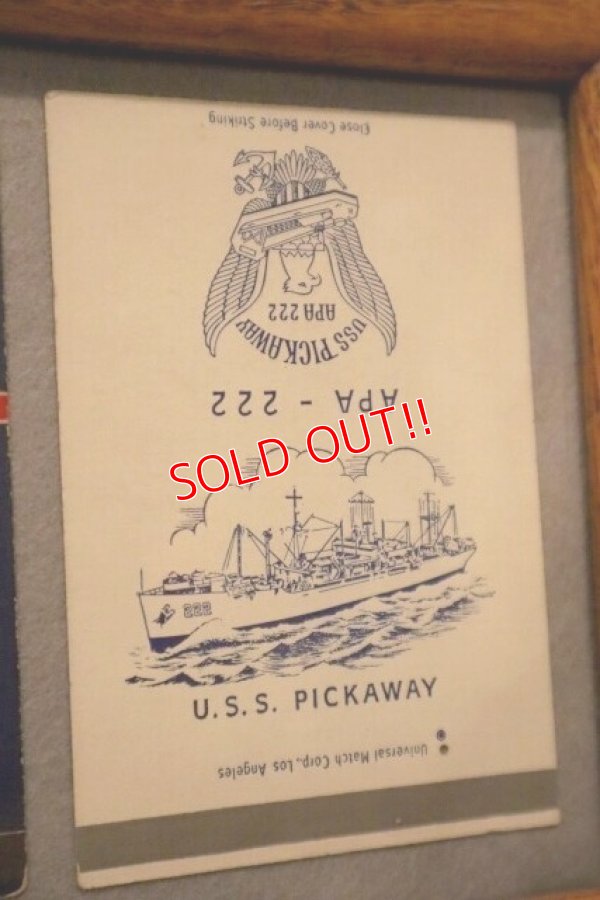 Close Cover Before Striking
USS PICKAWAY
APA 222
APA - 222
SOLD OUT!!
222
U.S.S. PICKAWAY
Universal Match Corp., Los Angeles